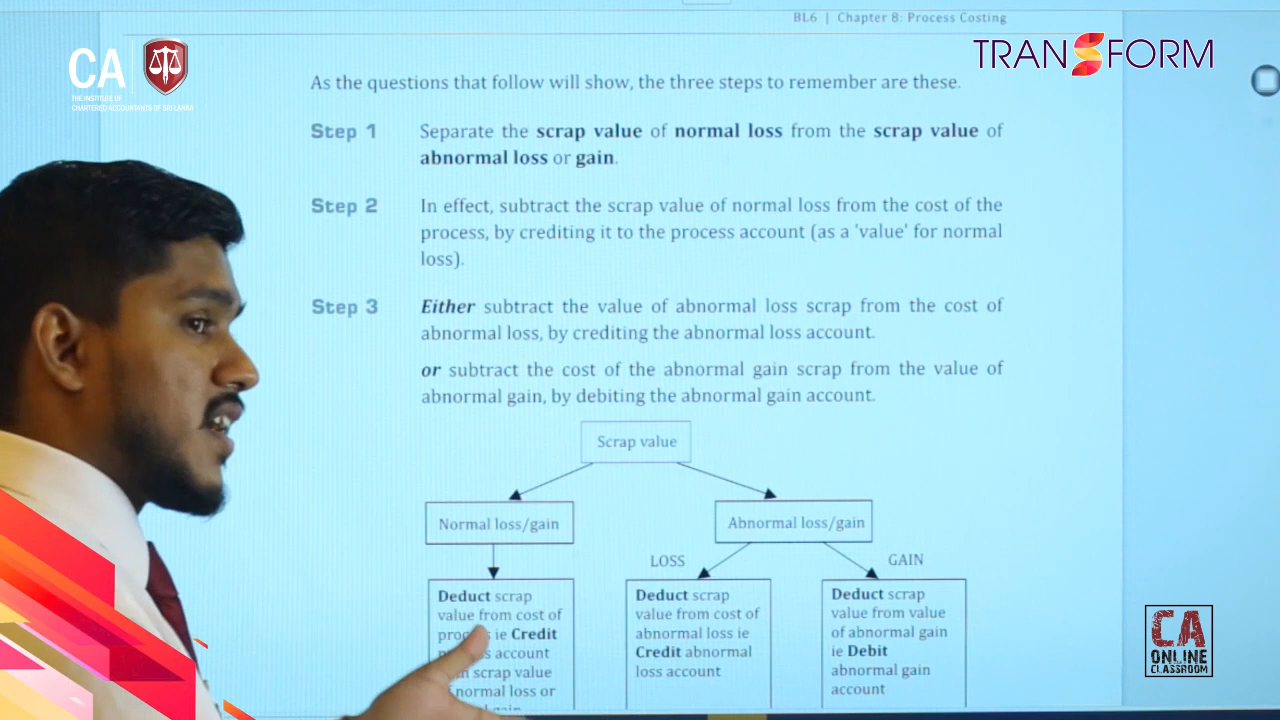 BL6 | Chapter 8: Process Costing
CA
THE INSTITUTE OF
CHARTERED ACCOUNTANTS OF SRI LANKA
TRANSFORM
As the questions that follow will show, the three steps to remember are these.
Step 1
Separate the scrap value of normal loss from the scrap value of
abnormal loss or gain.
Step 2
In effect, subtract the scrap value of normal loss from the cost of the
process, by crediting it to the process account (as a 'value' for normal
loss).
Step 3
Either subtract the value of abnormal loss scrap from the cost of
abnormal loss, by crediting the abnormal loss account.
or subtract the cost of the abnormal gain scrap from the value of
abnormal gain, by debiting the abnormal gain account.
Scrap value
Normal loss/gain
Abnormal loss/gain
LOSS
GAIN
Deduct scrap
value from cost of
ie Credit
account
scrap value
normal loss or
Deduct scrap
value from cost of
abnormal loss ie
Credit abnormal
loss account
Deduct scrap
value from value
of abnormal gain
ie Debit
abnormal gain
account
CA
ONLINE
CLASSROOM